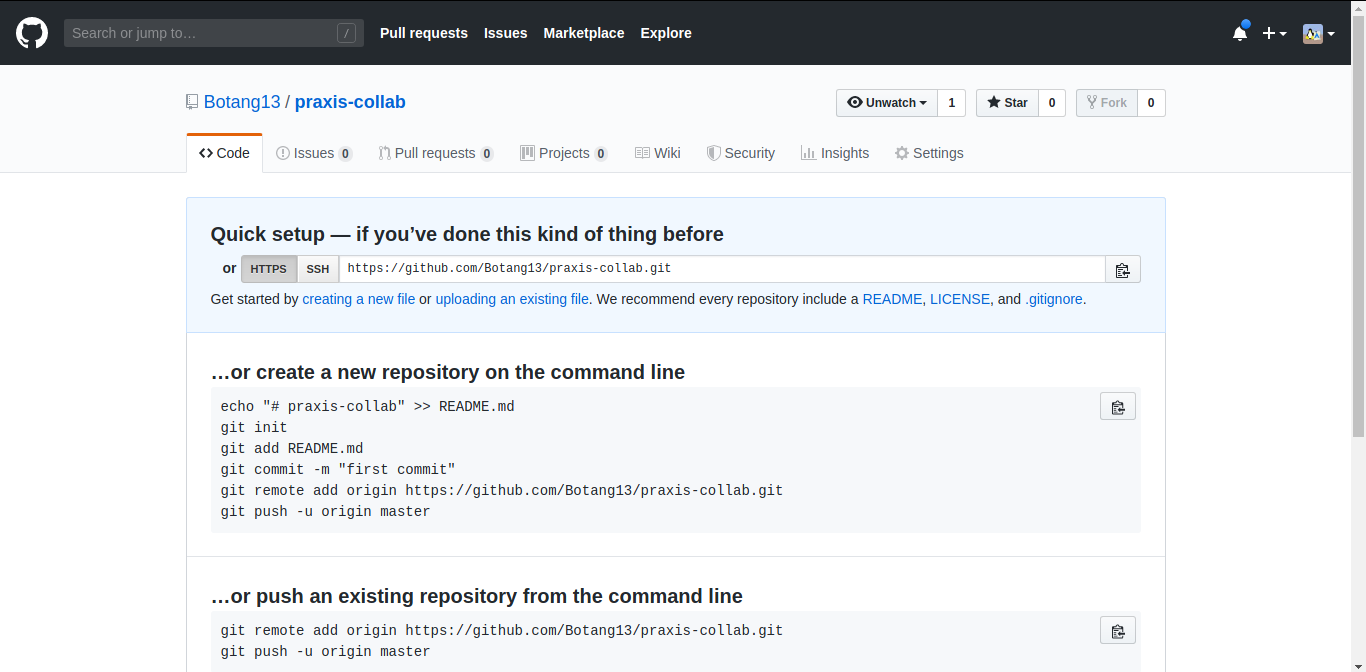 Search or jump to… / Pull requests Issues Marketplace Explore
Botang13 / praxis-collab Unwatch 1 Star 0 Fork 0
Code Issues 0 Pull requests 0 Projects 0 Wiki Security Insights Settings
Quick setup — if you’ve done this kind of thing before
or HTTPS SSH https://github.com/Botang13/praxis-collab.git
Get started by creating a new file or uploading an existing file. We recommend every repository include a README, LICENSE, and .gitignore.
…or create a new repository on the command line
echo "# praxis-collab" >> README.md
git init
git add README.md
git commit -m "first commit"
git remote add origin https://github.com/Botang13/praxis-collab.git
git push -u origin master
…or push an existing repository from the command line
git remote add origin https://github.com/Botang13/praxis-collab.git
git push -u origin master